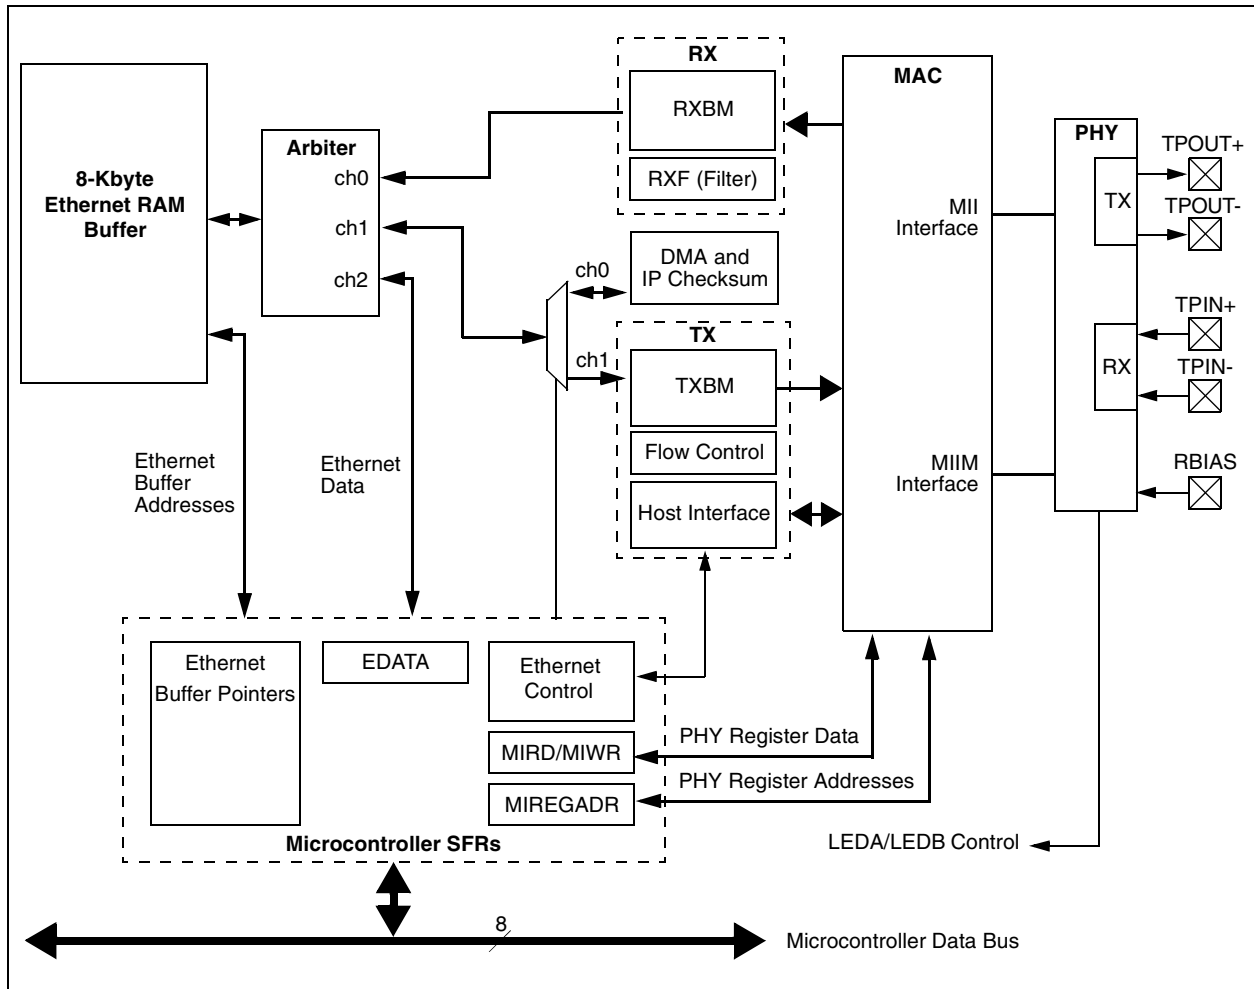 RX
MAC
RXBM
RXF (Filter)
8-Kbyte
Ethernet RAM
Buffer
Arbiter
ch0
ch1
ch2
PHY
TPOUT+
TX
TPOUT-
MII
Interface
DMA and
IP Checksum
ch0
ch1
TX
TXBM
Flow Control
Host Interface
TPIN+
RX
TPIN-
MIIM
Interface
RBIAS
Ethernet
Buffer
Addresses
Ethernet
Data
Ethernet
Buffer Pointers
EDATA
Ethernet
Control
MIRD/MIWR
MIREGADR
PHY Register Data
PHY Register Addresses
Microcontroller SFRs
LEDA/LEDB Control
8
Microcontroller Data Bus